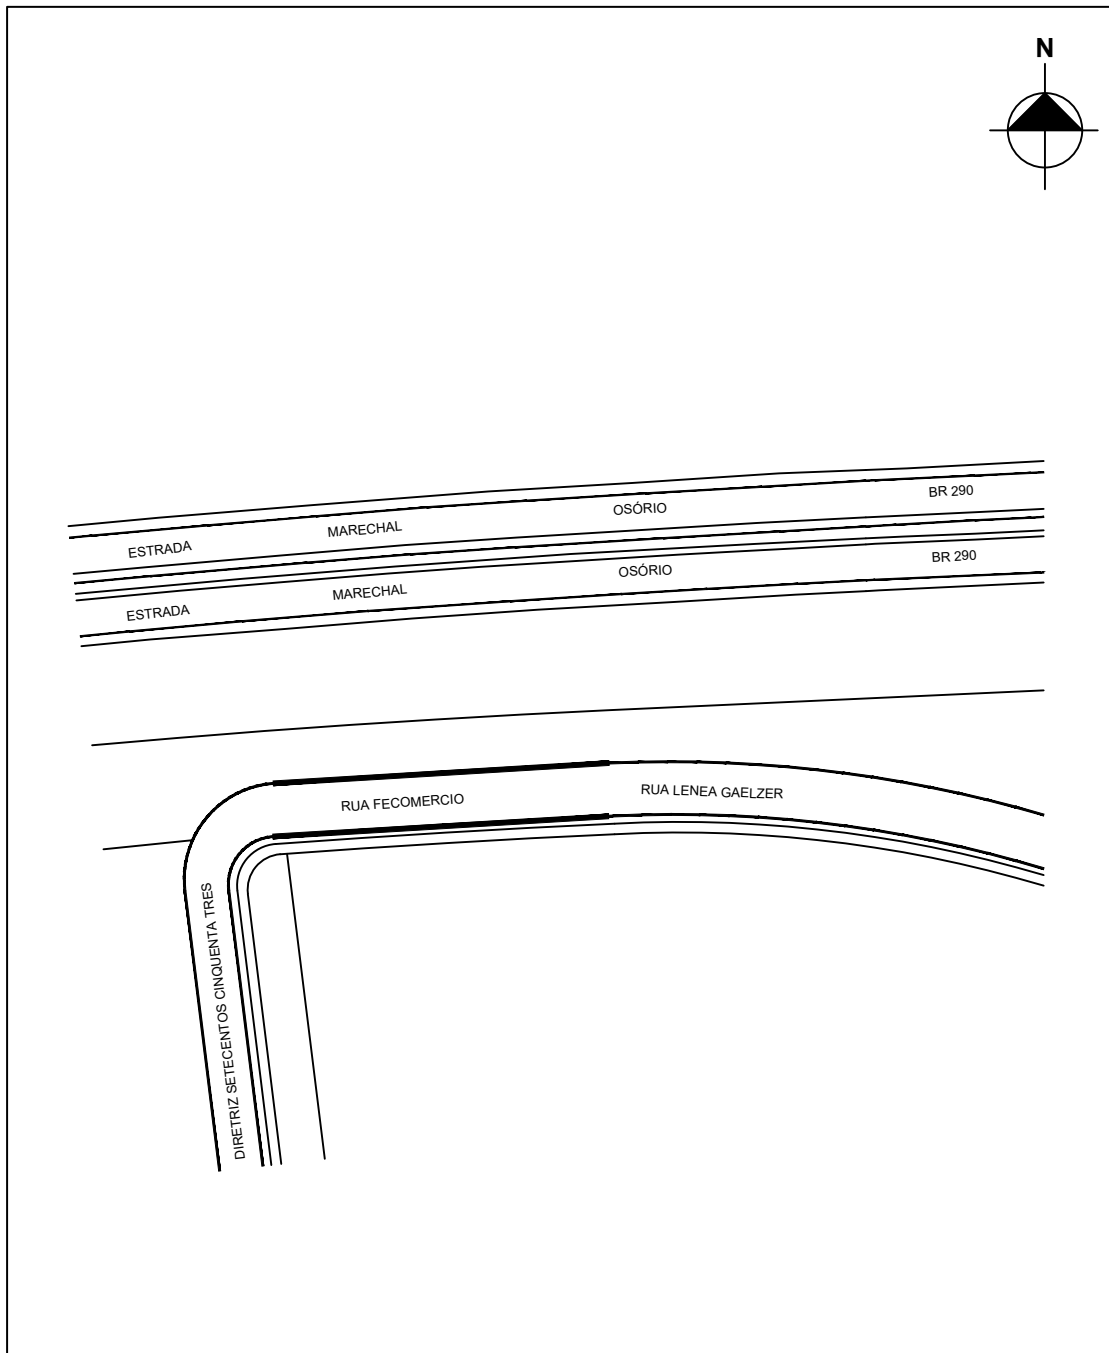 N
ESTRADA MARECHAL OSÓRIO BR 290
ESTRADA MARECHAL OSÓRIO BR 290
RUA FECOMERCIO
RUA LENEA GAELZER
DIRETRIZ SETECENTOS CINQUENTA TRES